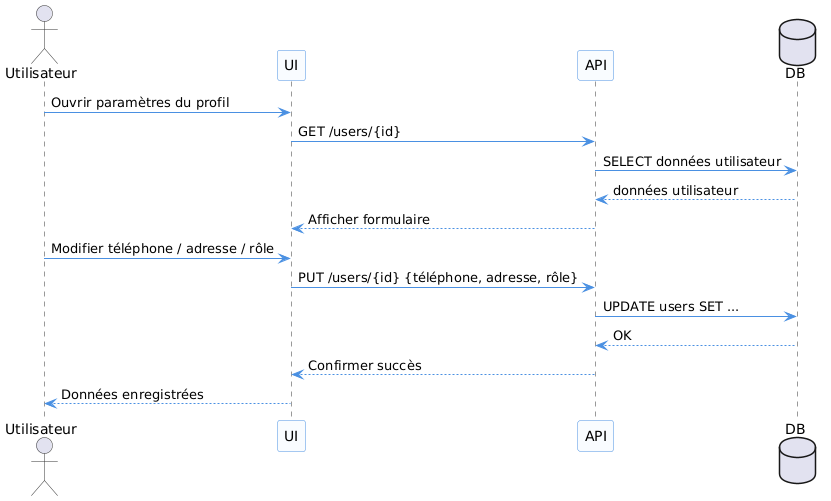 Utilisateur
UI
API
DB
Ouvrir paramètres du profil
GET /users/{id}
SELECT données utilisateur
données utilisateur
Afficher formulaire
Modifier téléphone / adresse / rôle
PUT /users/{id} {téléphone, adresse, rôle}
UPDATE users SET ...
OK
Confirmer succès
Données enregistrées
Utilisateur
UI
API
DB